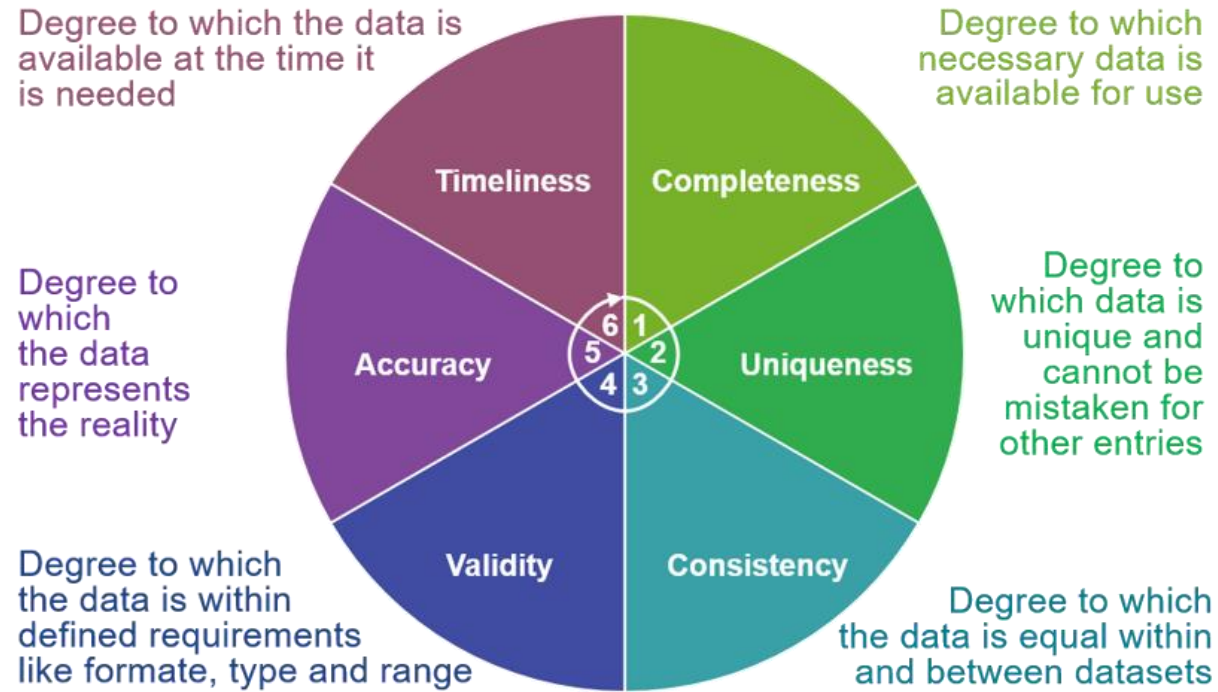 Degree to which the data is
available at the time it
is needed
Degree to which
necessary data is
available for use
Timeliness
Completeness
Degree to
which
the data
represents
the reality
Accuracy
6
1
5
2
4
3
Uniqueness
Degree to
which data is
unique and
cannot be
mistaken for
other entries
Degree to which
the data is within
defined requirements
like formate, type and range
Validity
Consistency
Degree to which
the data is equal within
and between datasets